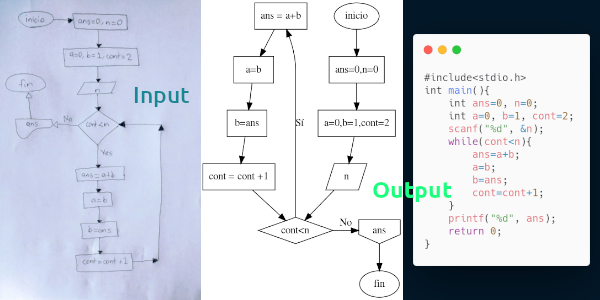 inicio
ans=0, n=0
a=0, b=1, cont=2
n
Input
fin
ans
No
cont<n
Yes
ans = a+b
a=b
b=ans
cont = cont + 1
ans = a+b
inicio
a=b
ans=0,n=0
b=ans
Sí
a=0,b=1,cont=2
cont = cont +1
n
Output
cont<n
No
ans
fin
#include<stdio.h>
int main(){
int ans=0, n=0;
int a=0, b=1, cont=2;
scanf("%d", &n);
while(cont<n){
ans=a+b;
a=b;
b=ans;
cont=cont+1;
}
printf("%d", ans);
return 0;
}